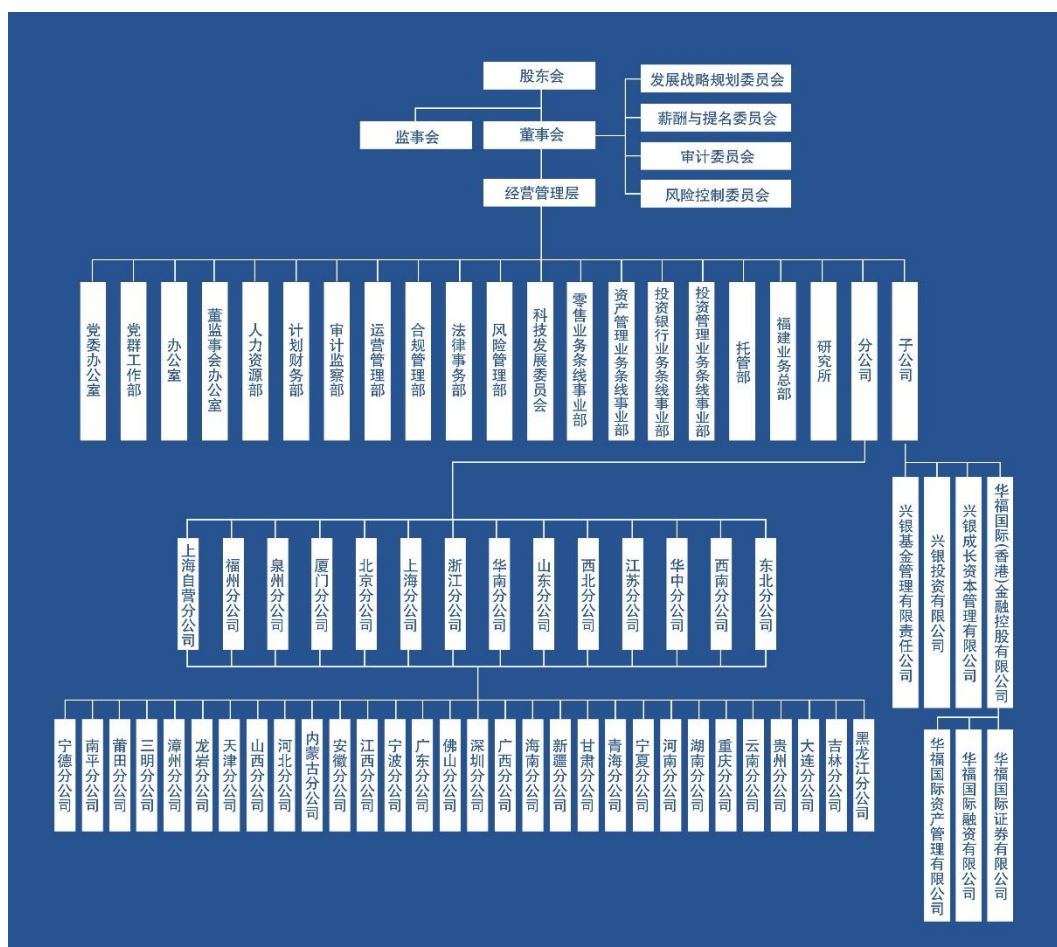 股东会
监事会
董事会
经营管理层
发展战略规划委员会
薪酬与提名委员会
审计委员会
风险控制委员会
党委办公室
党群工作部
办公室
董监事会办公室
人力资源部
计划财务部
审计监察部
运营管理部
合规管理部
法律事务部
风险管理部
科技发展委员会
零售业务条线事业部
资产管理业务条线事业部
投资银行业务条线事业部
投资管理业务条线事业部
托管部
福建业务总部
研究所
分公司
子公司
上海自营分公司
福州分公司
泉州分公司
厦门分公司
北京分公司
上海分公司
浙江分公司
华南分公司
山东分公司
西北分公司
江苏分公司
华中分公司
西南分公司
东北分公司
兴银基金管理有限责任公司
兴银投资有限公司
兴银成长资本管理有限公司
华福国际(香港)金融控股有限公司
宁德分公司
南平分公司
莆田分公司
三明分公司
漳州分公司
龙岩分公司
天津分公司
山西分公司
河北分公司
内蒙古分公司
安徽分公司
江西分公司
宁波分公司
广东分公司
佛山分公司
深圳分公司
广西分公司
海南分公司
新疆分公司
甘肃分公司
青海分公司
宁夏分公司
河南分公司
湖南分公司
重庆分公司
云南分公司
贵州分公司
大连分公司
吉林分公司
黑龙江分公司
华福国际资产管理有限公司
华福国际融资有限公司
华福国际证券有限公司